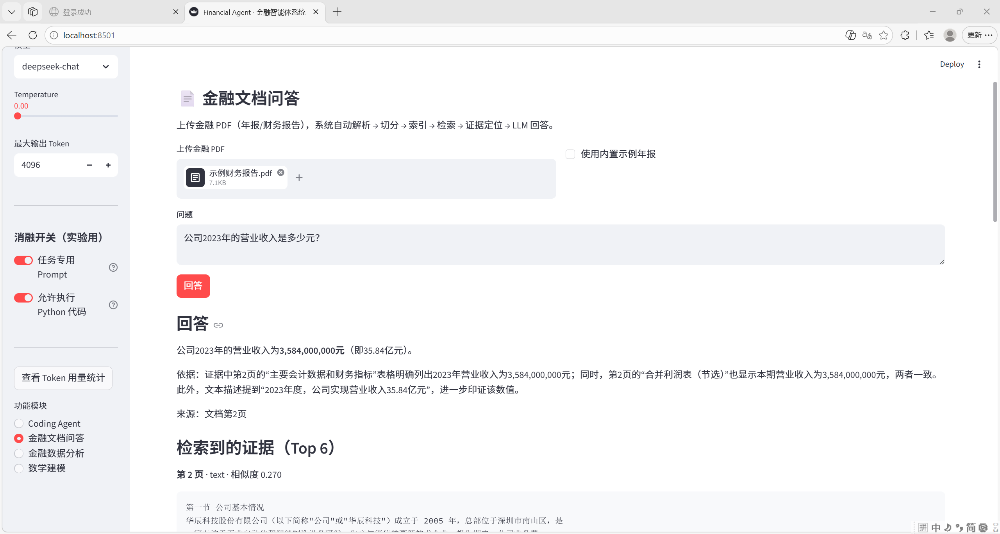 登录成功
Financial Agent · 金融智能体系统
localhost:8501
更新
deepseek-chat
Temperature
0.00
最大输出 Token
4096
消融开关（实验用）
任务专用
Prompt
允许执行
Python 代码
查看 Token 用量统计
功能模块
Coding Agent
金融文档问答
金融数据分析
数学建模
Deploy
金融文档问答
上传金融 PDF（年报/财务报告），系统自动解析 → 切分 → 索引 → 检索 → 证据定位 → LLM 回答。
上传金融 PDF
使用内置示例年报
示例财务报告.pdf
7.1KB
问题
公司2023年的营业收入是多少元？
回答
回答
公司2023年的营业收入为3,584,000,000元（即35.84亿元）。
依据：证据中第2页的“主要会计数据和财务指标”表格明确列出2023年营业收入为3,584,000,000元；同时，第2页的“合并利润表（节选）”也显示本期营业收入为3,584,000,000元，两者一致。
此外，文本描述提到“2023年度，公司实现营业收入35.84亿元”，进一步印证该数值。
来源：文档第2页
检索到的证据（Top 6）
第 2 页 · text · 相似度 0.270
第一节 公司基本情况
华辰科技股份有限公司（以下简称"公司"或"华辰科技"）成立于 2005 年，总部位于深圳市南山区，是
拼 中 简